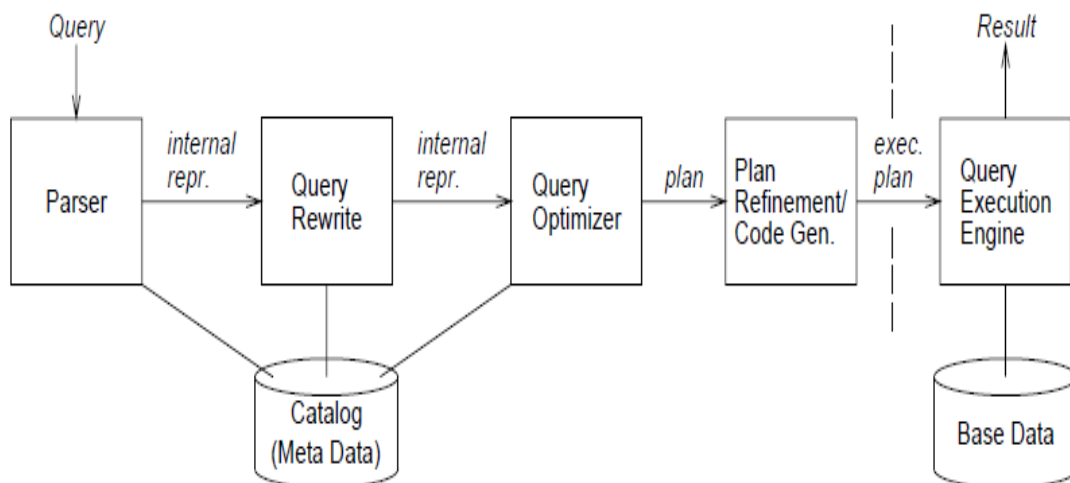 Query
Result
internal
repr.
internal
repr.
plan
exec.
plan
Parser
Query
Rewrite
Query
Optimizer
Plan
Refinement/
Code Gen.
Query
Execution
Engine
Catalog
(Meta Data)
Base Data